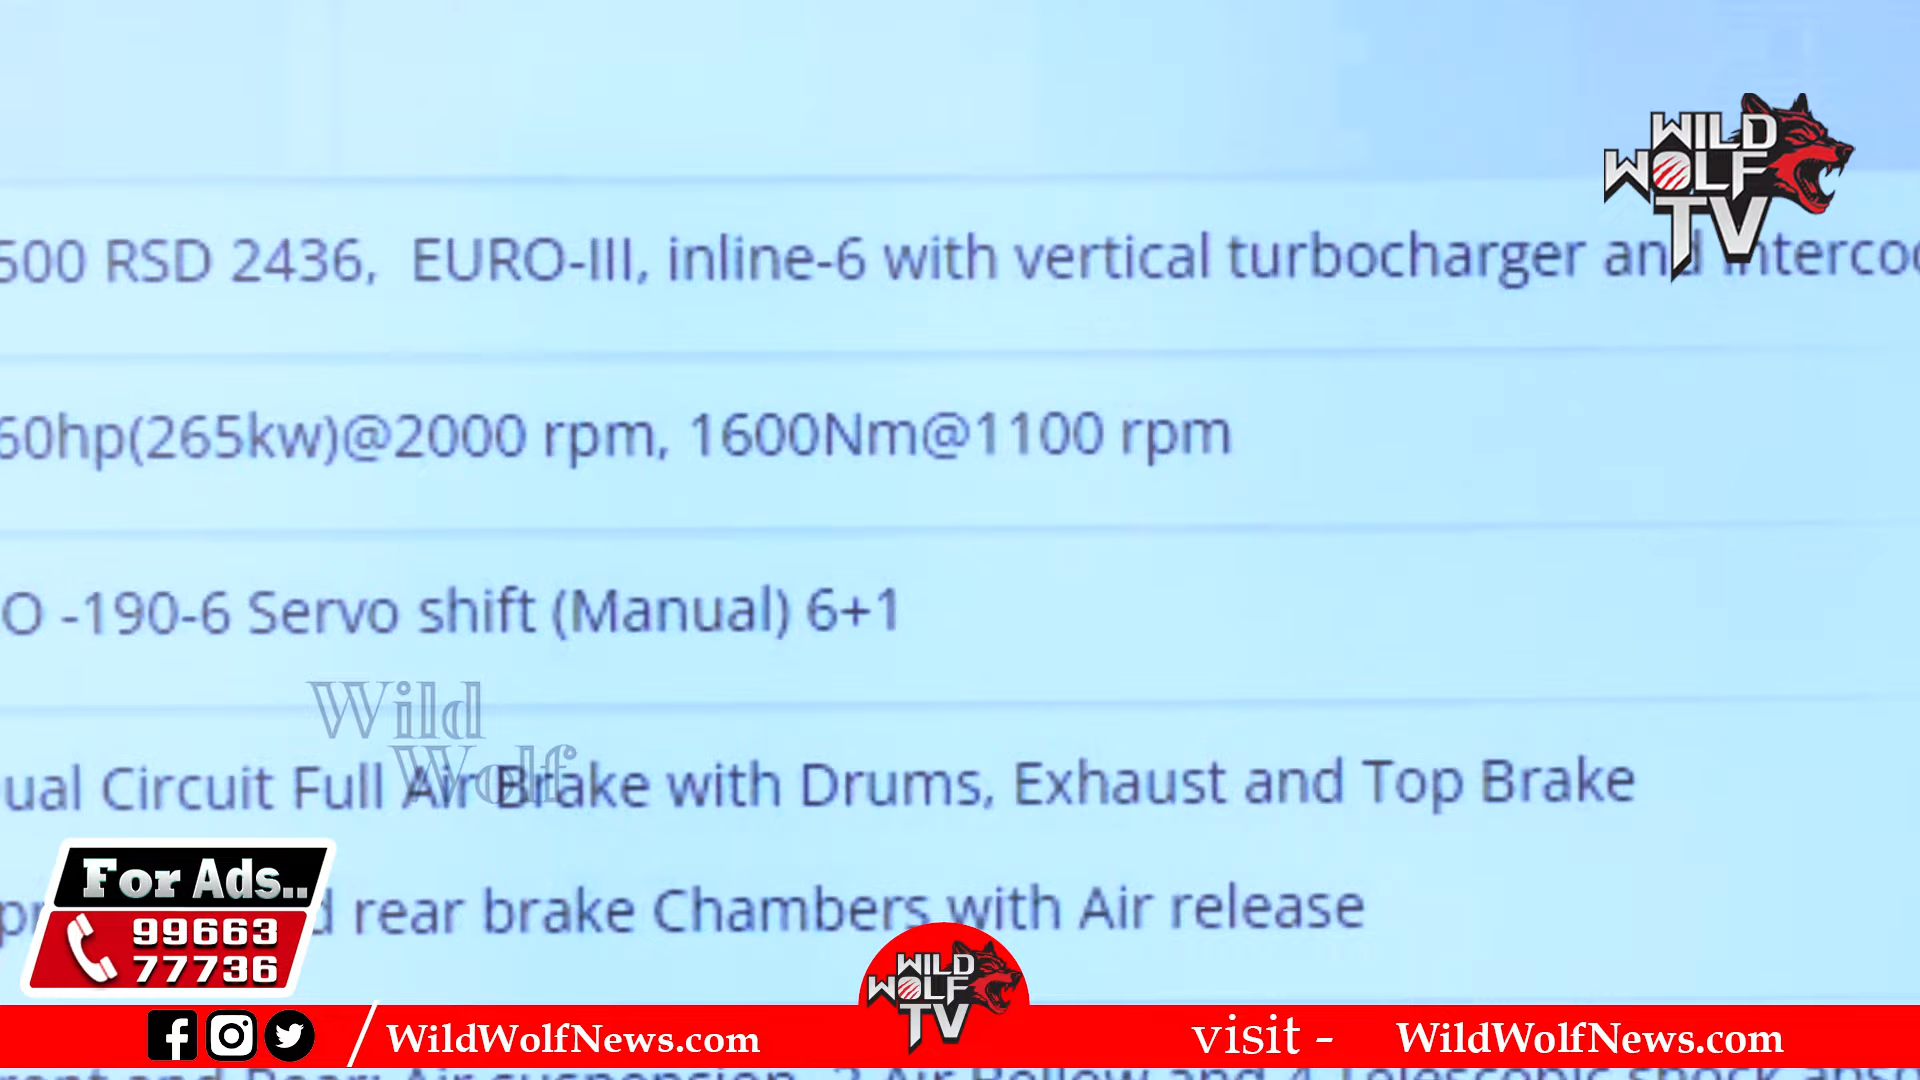 WILD
WOLF
TV
500 RSD 2436, EURO-III, inline-6 with vertical turbocharger and
60hp(265kw)@2000 rpm, 1600Nm@1100 rpm
O -190-6 Servo shift (Manual) 6+1
Wild
Wolf
ual Circuit Full Air Brake with Drums, Exhaust and Top Brake
rear brake Chambers with Air release
For Ads..
99663
77736
WILD
WOLF
TV
WildWolfNews.com
visit - WildWolfNews.com